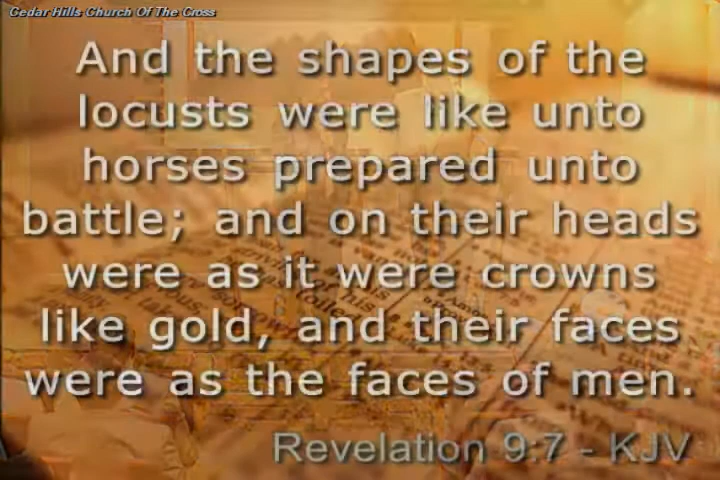 Cedar Hills Church Of The Cross
And the shapes of the
locusts were like unto
horses prepared unto
battle; and on their heads
were as it were crowns
like gold, and their faces
were as the faces of men.
Revelation 9:7 - KJV